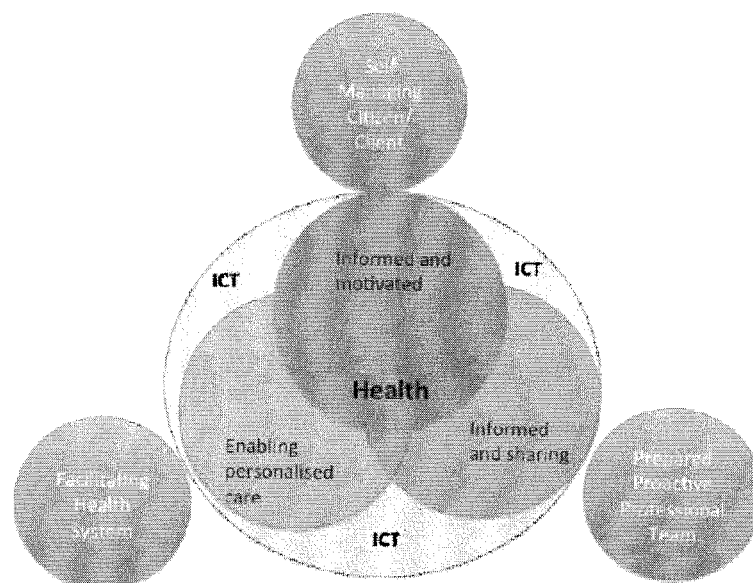 Self
Managing
Citizen/
Client
Informed and
motivated
ICT
ICT
Health
Enabling
personalised
care
Informed
and sharing
Facilitating
Health
System
Prepared
Proactive
Professional
Team
ICT